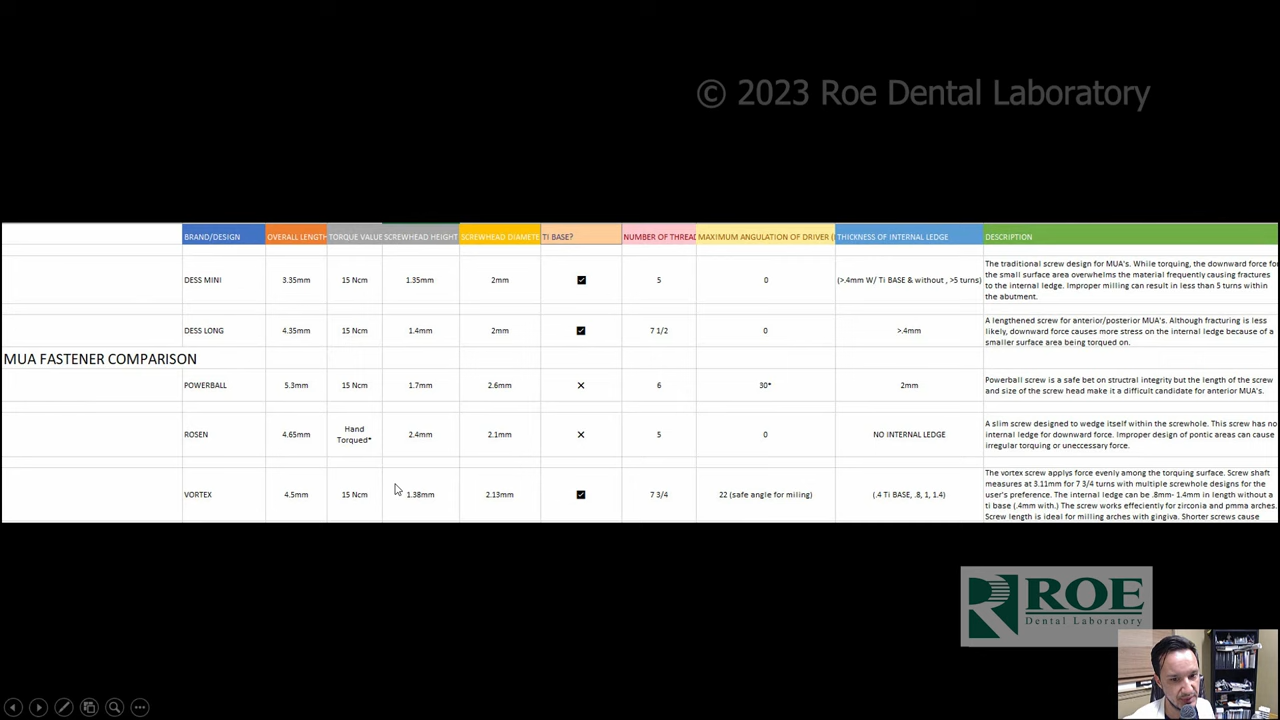 © 2023 Roe Dental Laboratory
BRAND/DESIGN OVERALL LENGTH TORQUE VALUE SCREWHEAD HEIGHT SCREWHEAD DIAMETE TI BASE? NUMBER OF THREA MAXIMUM ANGULATION OF DRIVER ( THICKNESS OF INTERNAL LEDGE DESCRIPTION
DESS MINI 3.35mm 15 Ncm 1.35mm 2mm 5 0 (>.4mm W/ Ti BASE & without , >5 turns)
The traditional screw design for MUA's. While torquing, the downward force fo
the small surface area overwhelms the material frequently causing fractures
to the internal ledge. Improper milling can result in less than 5 turns within
the abutment.
DESS LONG 4.35mm 15 Ncm 1.4mm 2mm 7 1/2 0 >.4mm
A lengthened screw for anterior/posterior MUA's. Although fracturing is less
likely, downward force causes more stress on the internal ledge because of a
smaller surface area being torqued on.
MUA FASTENER COMPARISON
POWERBALL 5.3mm 15 Ncm 1.7mm 2.6mm 6 30* 2mm
Powerball screw is a safe bet on structral integrity but the length of the screw
and size of the screw head make it a difficult candidate for anterior MUA's.
ROSEN 4.65mm Hand Torqued* 2.4mm 2.1mm 5 0 NO INTERNAL LEDGE
A slim screw designed to wedge itself within the screwhole. This screw has no
internal ledge for downward force. Improper design of pontic areas can cause
irregular torquing or uneccessary force.
VORTEX 4.5mm 15 Ncm 1.38mm 2.13mm 7 3/4 22 (safe angle for miling) (.4 Ti BASE, .8, 1, 1.4)
The vortex screw applys force evenly among the torquing surface. Screw shaft
measures at 3.11mm for 7 3/4 turns with multiple screwhole designs for the
user's preference. The internal ledge can be .8mm- 1.4mm in length without a
ti base (.4mm with.) The screw works effeciently for zirconia and pmma arches.
Screw length is ideal for milling arches with gingiva. Shorter screws cause
ROE
Dental Laboratory